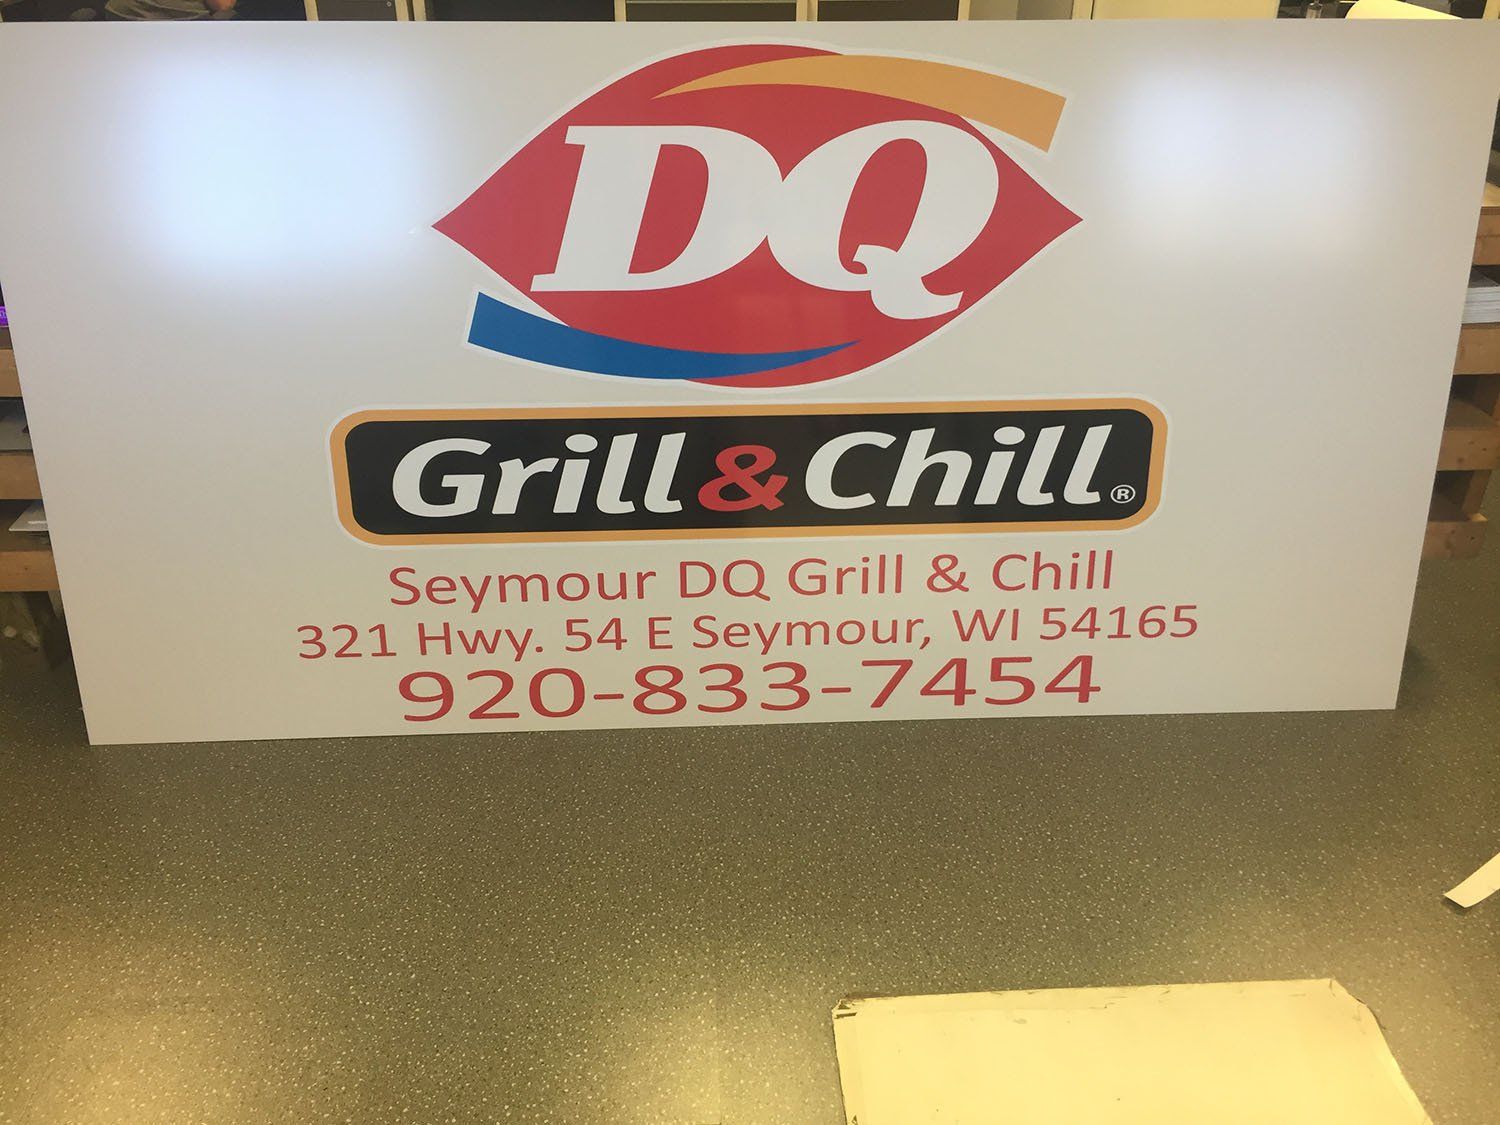 DQ
Grill & Chill®
Seymour DQ Grill & Chill
321 Hwy. 54 E Seymour, WI 54165
920-833-7454